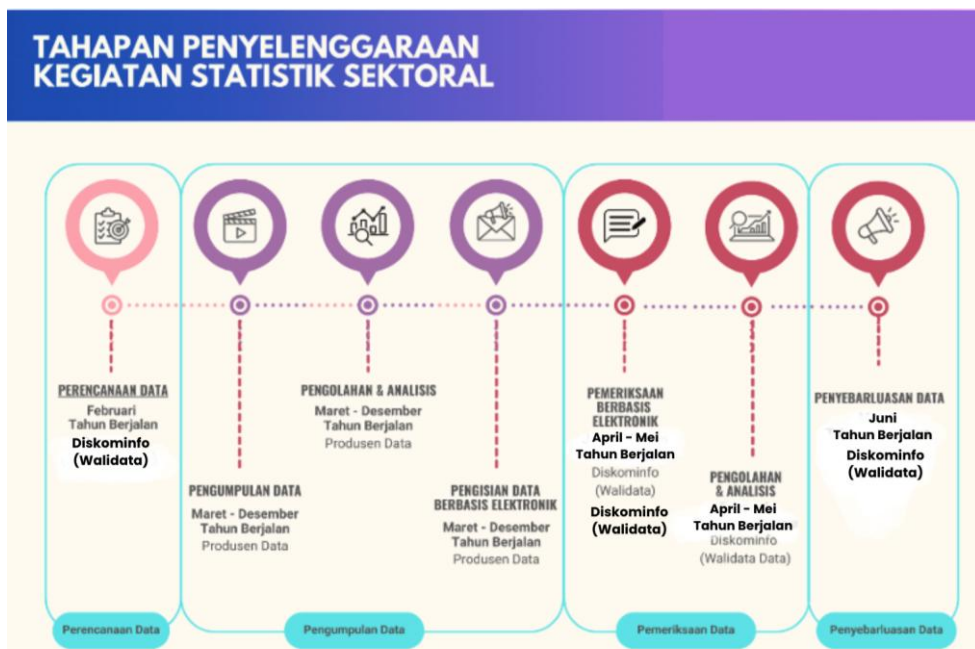 TAHAPAN PENYELENGGARAAN
KEGIATAN STATISTIK SEKTORAL
PERENCANAAN DATA
Februari
Tahun Berjalan
Diskominfo
(Walidata)
PENGUMPULAN DATA
Maret - Desember
Tahun Berjalan
Produsen Data
PENGOLAHAN & ANALISIS
Maret - Desember
Tahun Berjalan
Produsen Data
PENGISIAN DATA
BERBASIS ELEKTRONIK
Maret - Desember
Tahun Berjalan
Produsen Data
PEMERIKSAAN
BERBASIS
ELEKTRONIK
April - Mei
Tahun Berjalan
Diskominfo
(Walidata)
Diskominfo
(Walidata)
PENGOLAHAN
& ANALISIS
April - Mei
Tahun Berjalan
Diskominfo
(Walidata Data)
PENYEBARLUASAN DATA
Juni
Tahun Berjalan
Diskominfo
(Walidata)
Perencanaan Data
Pengumpulan Data
Pemeriksaan Data
Penyebarluasan Data